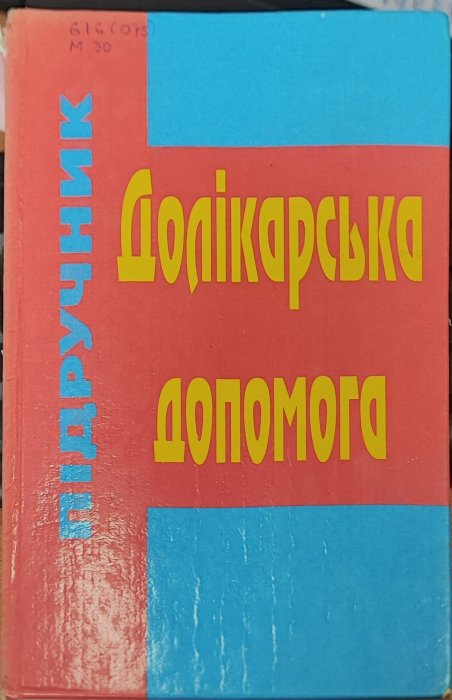 616(075)
М 30
ПІДРУЧНИК
Долікарська
допомога